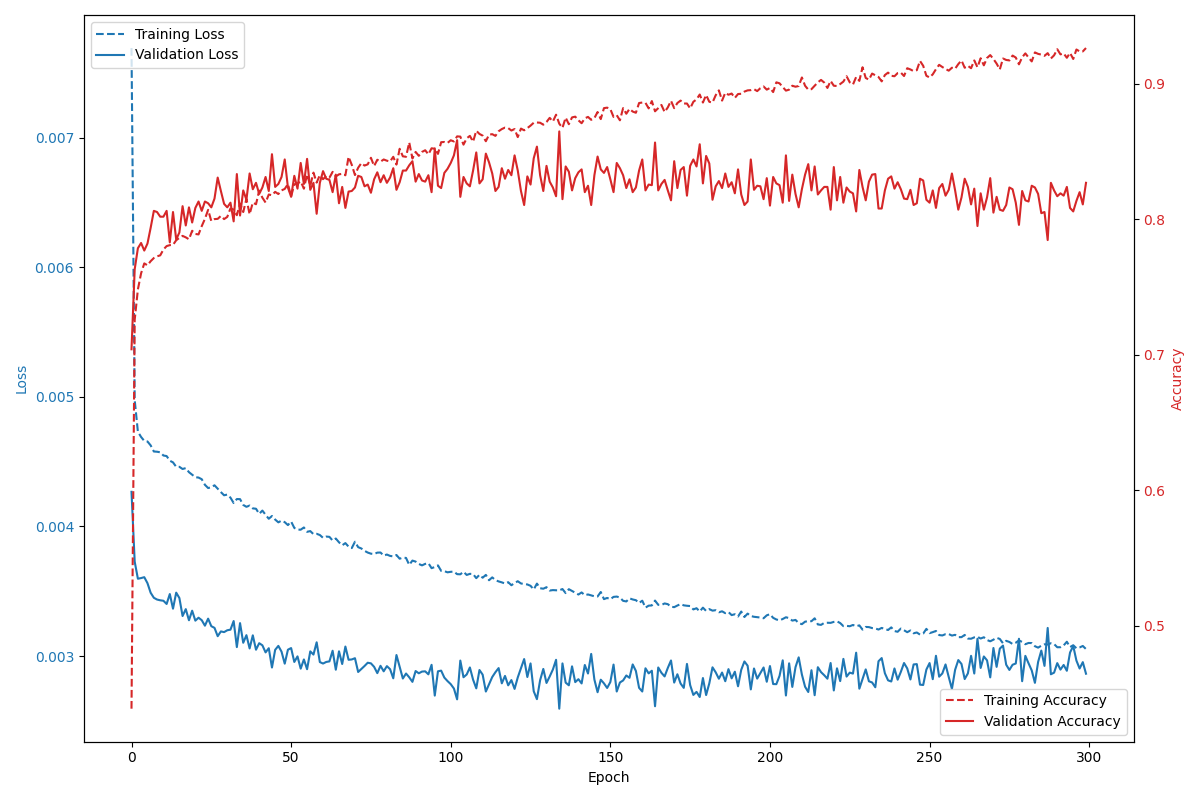 Training Loss
Validation Loss
0.007
0.006
0.005
0.004
0.003
Loss
0.9
0.8
0.7
0.6
0.5
Accuracy
Training Accuracy
Validation Accuracy
0
50
100
150
200
250
300
Epoch